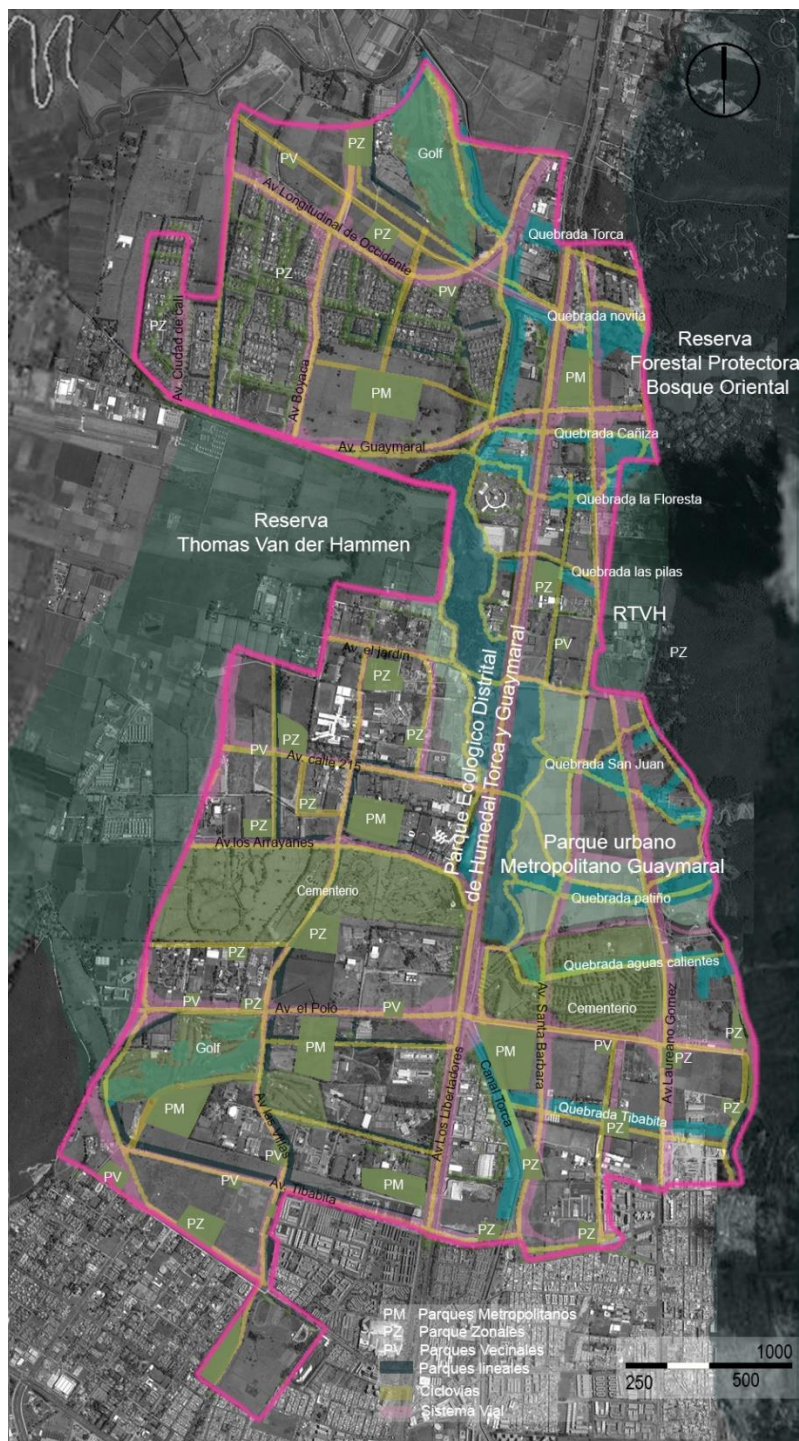 Golf
PZ
PV
Av. Longitudinal de Occidente
PZ
Quebrada Torca
PZ
PV
PZ
Av. Ciudad de cali
Av Boyaca
Quebrada novita
Reserva
Forestal Protectora
Bosque Oriental
PM
PM
Av. Guaymaral
Quebrada Cañiza
Quebrada la Floresta
Reserva
Thomas Van der Hammen
Quebrada las pilas
PZ
RTVH
PZ
PV
Av. el jardin
PZ
Parque Ecologico Distrital
de Humedal Torca y Guaymaral
PV
PZ
PZ
Av. calle 215
Quebrada San Juan
PZ
PM
PZ
Av.los Arrayanes
Parque urbano
Metropolitano Guaymaral
Cementerio
Quebrada patiño
PZ
PZ
Quebrada aguas calientes
PV
PZ
Av. el Polo
PV
Cementerio
Av. Santa Barbara
Av.Laureano Gomez
PZ
Golf
PM
PM
PV
PZ
Av.Los Libertadores
Canal Torca
PM
Quebrada Tibabita
PZ
PZ
Av las Villas
PV
PV
PV
Av. Tibabita
PM
PZ
PZ
PZ
PZ
PM Parques Metropolitanos
PZ Parque Zonales
PV Parques Vecinales
Parques lineales
Ciclovias
Sistema Vial
1000
250
500